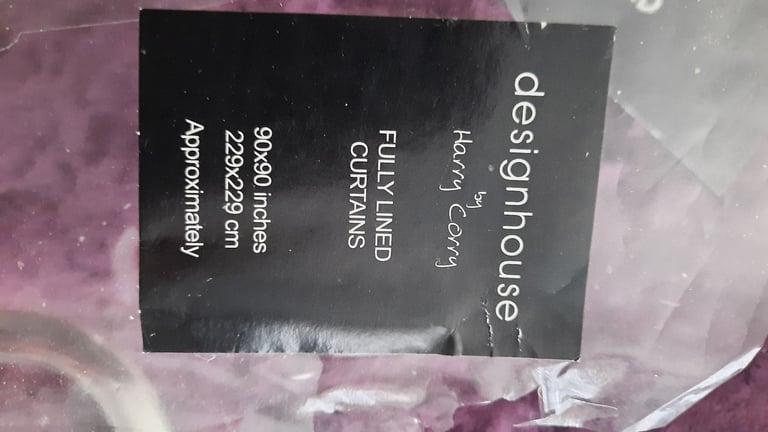 designhouse
by
Harry Corry
FULLY LINED
CURTAINS
90x90 inches
229x229 cm
Approximately